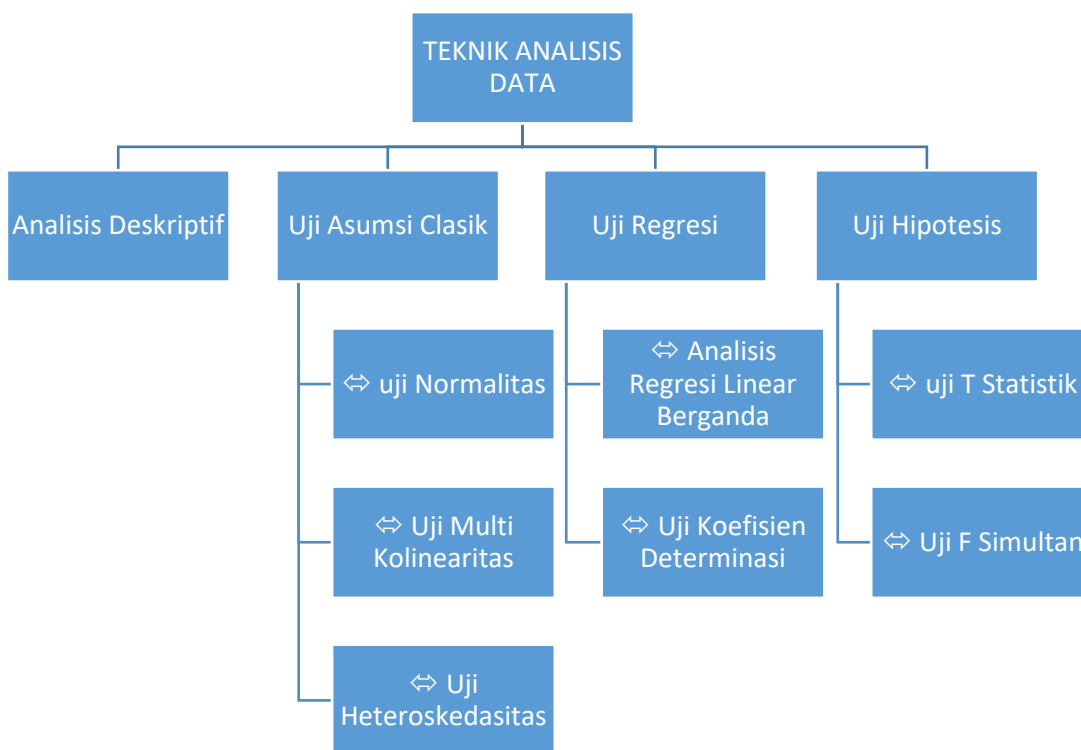 TEKNIK ANALISIS
DATA
Analisis Deskriptif
Uji Asumsi Clasik
Uji Regresi
Uji Hipotesis
⬄ uji Normalitas
⬄ Analisis
Regresi Linear
Berganda
⬄ uji T Statistik
⬄ Uji Multi
Kolinearitas
⬄ Uji Koefisien
Determinasi
⬄ Uji F Simultan
⬄ Uji
Heteroskedasitas